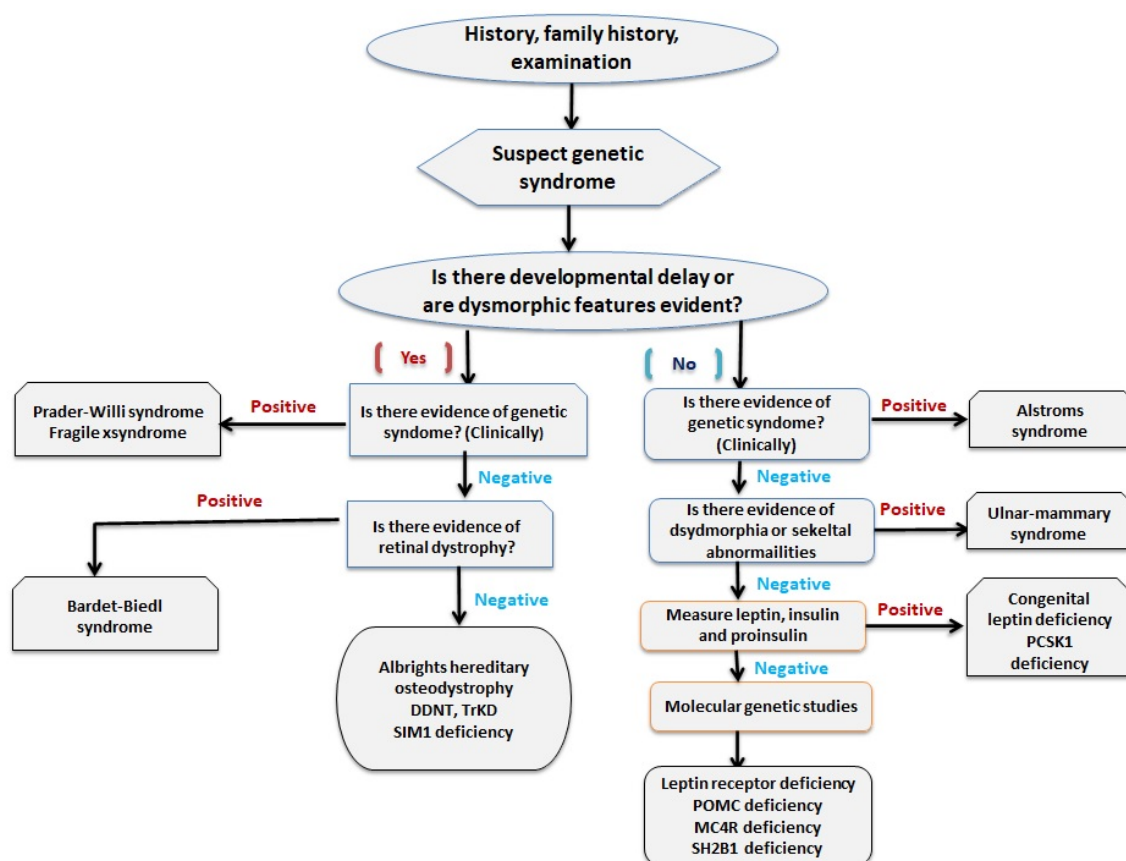 History, family history,
examination
Suspect genetic
syndrome
Is there developmental delay or
are dysmorphic features evident?
Yes
No
Prader-Willi syndrome
Fragile xsyndrome
Positive
Is there evidence of genetic
syndome? (Clinically)
Is there evidence of
genetic syndome?
(Clinically)
Positive
Alstroms
syndrome
Negative
Negative
Positive
Is there evidence of
retinal dystrophy?
Is there evidence of
dsydmorphia or sekeltal
abnormailities
Positive
Ulnar-mammary
syndrome
Bardet-Biedl
syndrome
Negative
Negative
Measure leptin, insulin
and proinsulin
Positive
Congenital
leptin deficiency
PCSK1
deficiency
Albrights hereditary
osteodystrophy
DDNT, TrKD
SIM1 deficiency
Negative
Molecular genetic studies
Leptin receptor deficiency
POMC deficiency
MC4R deficiency
SH2B1 deficiency